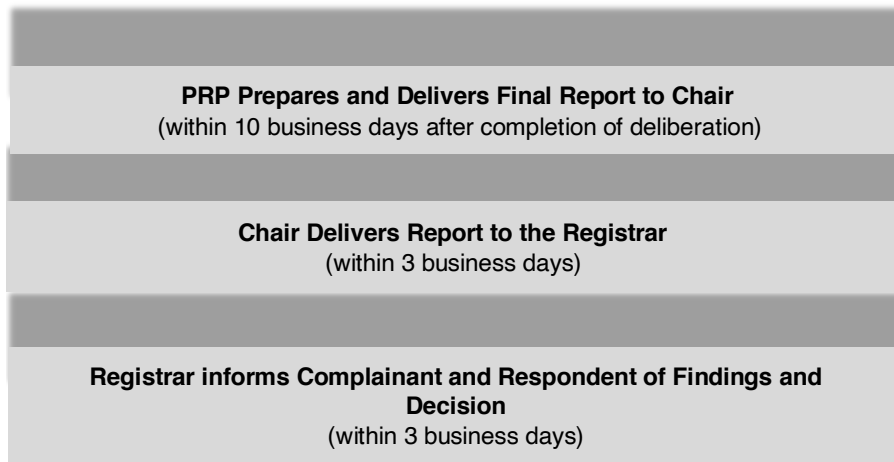 PRP Prepares and Delivers Final Report to Chair
(within 10 business days after completion of deliberation)
Chair Delivers Report to the Registrar
(within 3 business days)
Registrar informs Complainant and Respondent of Findings and
Decision
(within 3 business days)